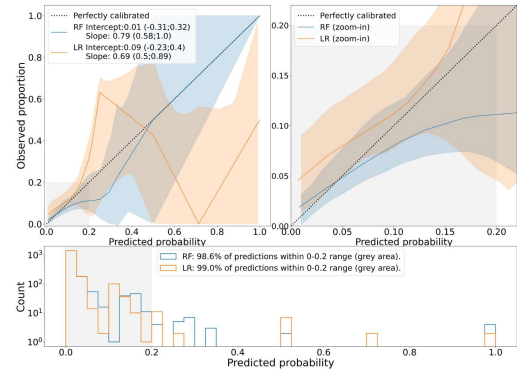 Perfectly calibrated
RF Intercept:0.01 (-0.31;0.32)
Slope: 0.79 (0.58;1.0)
LR Intercept:0.09 (-0.23;0.4)
Slope: 0.69 (0.5;0.89)
Observed proportion
1.0
0.8
0.6
0.4
0.2
0.0
0.0 0.2 0.4 0.6 0.8 1.0
Predicted probability
Perfectly calibrated
RF (zoom-in)
LR (zoom-in)
0.20
0.15
0.10
0.05
0.00 0.05 0.10 0.15 0.20
Predicted probability
RF: 98.6% of predictions within 0-0.2 range (grey area).
LR: 99.0% of predictions within 0-0.2 range (grey area).
Count
10³
10²
10¹
10⁰
0.0 0.2 0.4 0.6 0.8 1.0
Predicted probability